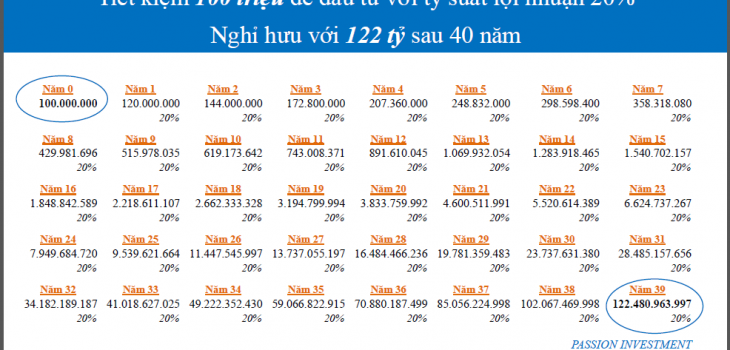 Tiết kiệm 100 triệu để đầu tư với tỷ suất lợi nhuận 20%
Nghỉ hưu với 122 tỷ sau 40 năm
Năm 0 Năm 1 Năm 2 Năm 3 Năm 4 Năm 5 Năm 6 Năm 7
100.000.000 120.000.000 144.000.000 172.800.000 207.360.000 248.832.000 298.598.400 358.318.080
20% 20% 20% 20% 20% 20% 20%
Năm 8 Năm 9 Năm 10 Năm 11 Năm 12 Năm 13 Năm 14 Năm 15
429.981.696 515.978.035 619.173.642 743.008.371 891.610.045 1.069.932.054 1.283.918.465 1.540.702.157
20% 20% 20% 20% 20% 20% 20% 20%
Năm 16 Năm 17 Năm 18 Năm 19 Năm 20 Năm 21 Năm 22 Năm 23
1.848.842.589 2.218.611.107 2.662.333.328 3.194.799.994 3.833.759.992 4.600.511.991 5.520.614.389 6.624.737.267
20% 20% 20% 20% 20% 20% 20% 20%
Năm 24 Năm 25 Năm 26 Năm 27 Năm 28 Năm 29 Năm 30 Năm 31
7.949.684.720 9.539.621.664 11.447.545.997 13.737.055.197 16.484.466.236 19.781.359.483 23.737.631.380 28.485.157.656
20% 20% 20% 20% 20% 20% 20% 20%
Năm 32 Năm 33 Năm 34 Năm 35 Năm 36 Năm 37 Năm 38 Năm 39
34.182.189.187 41.018.627.025 49.222.352.430 59.066.822.915 70.880.187.499 85.056.224.998 102.067.469.998 122.480.963.997
20% 20% 20% 20% 20% 20% 20% 20%
PASSION INVESTMENT